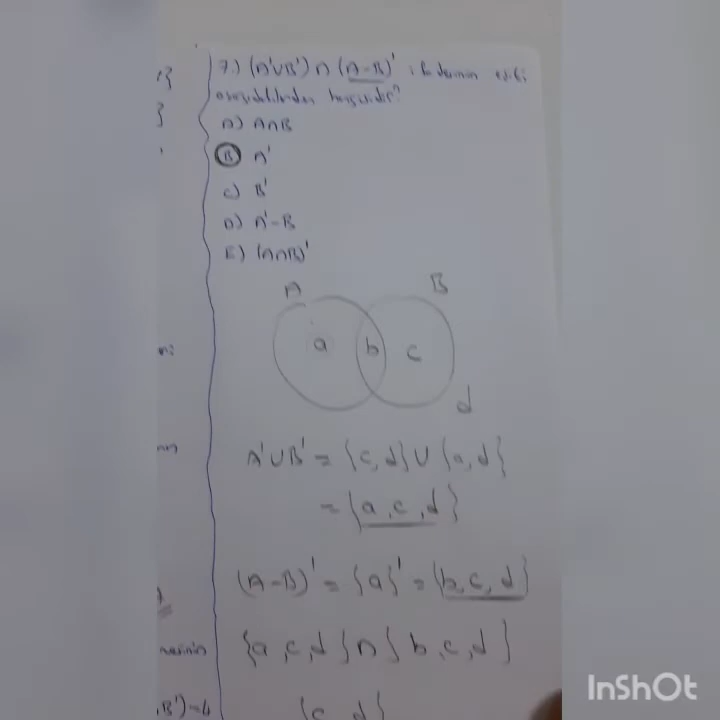 7.) (A'∪B') ∩ (A-B)' ifadesinin eşiti
aşağıdakilerden hangisidir?
A) A∩B
B) A'
C) B'
D) A'-B
E) (A∩B)'
A B
a b c
d
A'∪B' = {c, d} ∪ {a, d}
= {a, c, d}
(A-B)' = {a}' = {b, c, d}
{a, c, d} ∩ {b, c, d}
{c, d}
InShOt